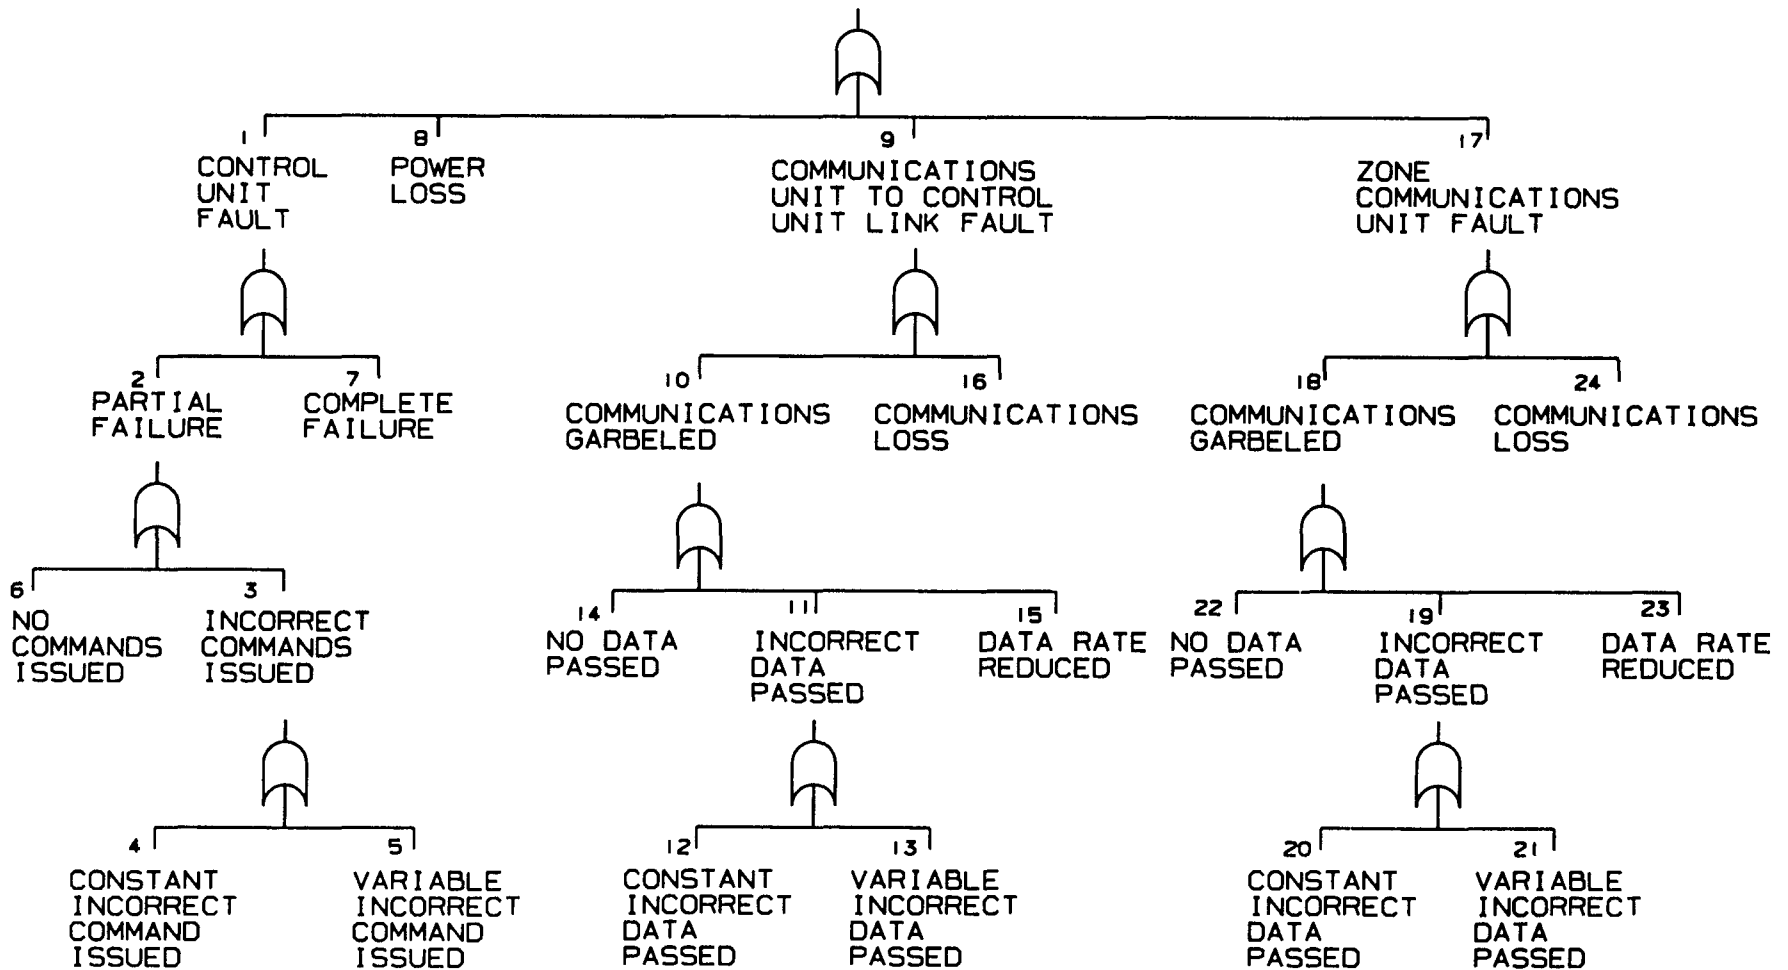 1
CONTROL
UNIT
FAULT
8
POWER
LOSS
9
COMMUNICATIONS
UNIT TO CONTROL
UNIT LINK FAULT
17
ZONE
COMMUNICATIONS
UNIT FAULT
2
PARTIAL
FAILURE
7
COMPLETE
FAILURE
10
COMMUNICATIONS
GARBELED
16
COMMUNICATIONS
LOSS
18
COMMUNICATIONS
GARBELED
24
COMMUNICATIONS
LOSS
6
NO
COMMANDS
ISSUED
3
INCORRECT
COMMANDS
ISSUED
14
NO DATA
PASSED
11
INCORRECT
DATA
PASSED
15
DATA RATE
REDUCED
22
NO DATA
PASSED
19
INCORRECT
DATA
PASSED
23
DATA RATE
REDUCED
4
CONSTANT
INCORRECT
COMMAND
ISSUED
5
VARIABLE
INCORRECT
COMMAND
ISSUED
12
CONSTANT
INCORRECT
DATA
PASSED
13
VARIABLE
INCORRECT
DATA
PASSED
20
CONSTANT
INCORRECT
DATA
PASSED
21
VARIABLE
INCORRECT
DATA
PASSED